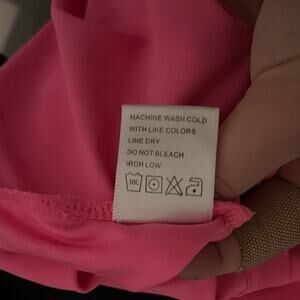 MACHINE WASH COLD
WITH LIKE COLORS
LINE DRY
DO NOT BLEACH
IRON LOW
30C